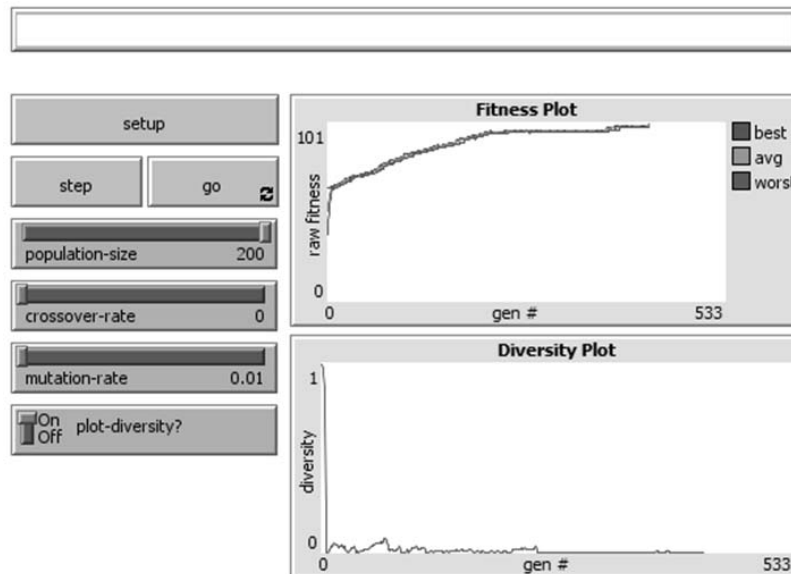 setup
step
go
population-size 200
crossover-rate 0
mutation-rate 0.01
On
Off
plot-diversity?
Fitness Plot
101
raw fitness
0
0 gen # 533
best
avg
Diversity Plot
1
diversity
0
0 gen # 533